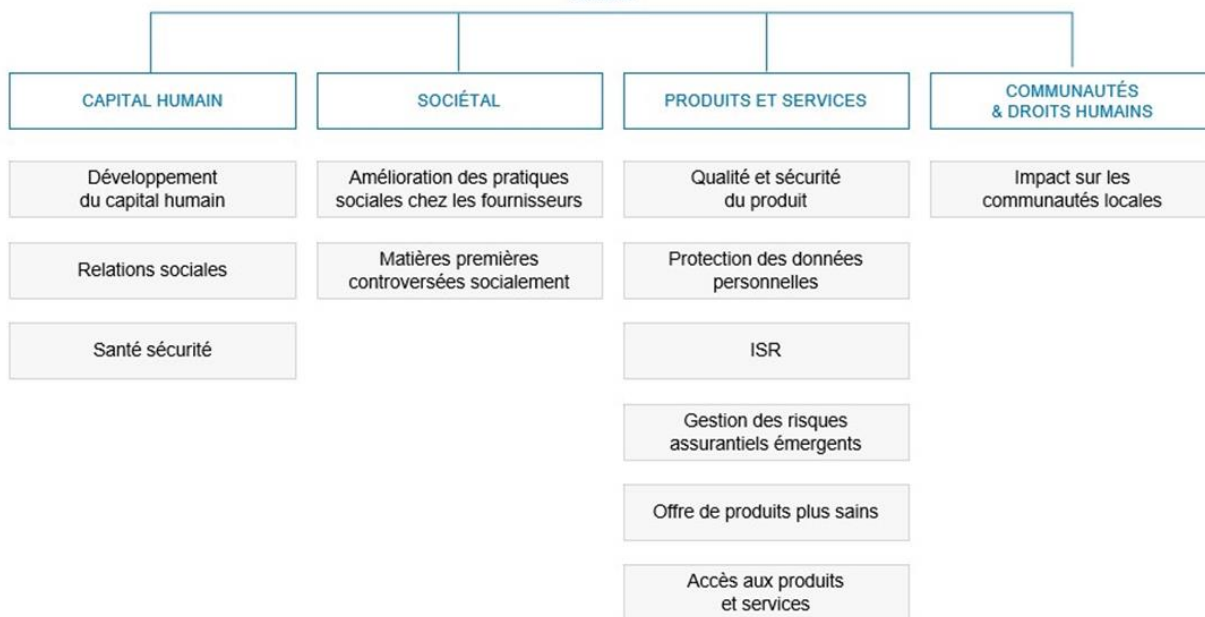 CAPITAL HUMAIN
SOCIÉTAL
PRODUITS ET SERVICES
COMMUNAUTÉS
& DROITS HUMAINS
Développement
du capital humain
Relations sociales
Santé sécurité
Amélioration des pratiques
sociales chez les fournisseurs
Matières premières
controversées socialement
Qualité et sécurité
du produit
Protection des données
personnelles
ISR
Gestion des risques
assurantiels émergents
Offre de produits plus sains
Accès aux produits
et services
Impact sur les
communautés locales